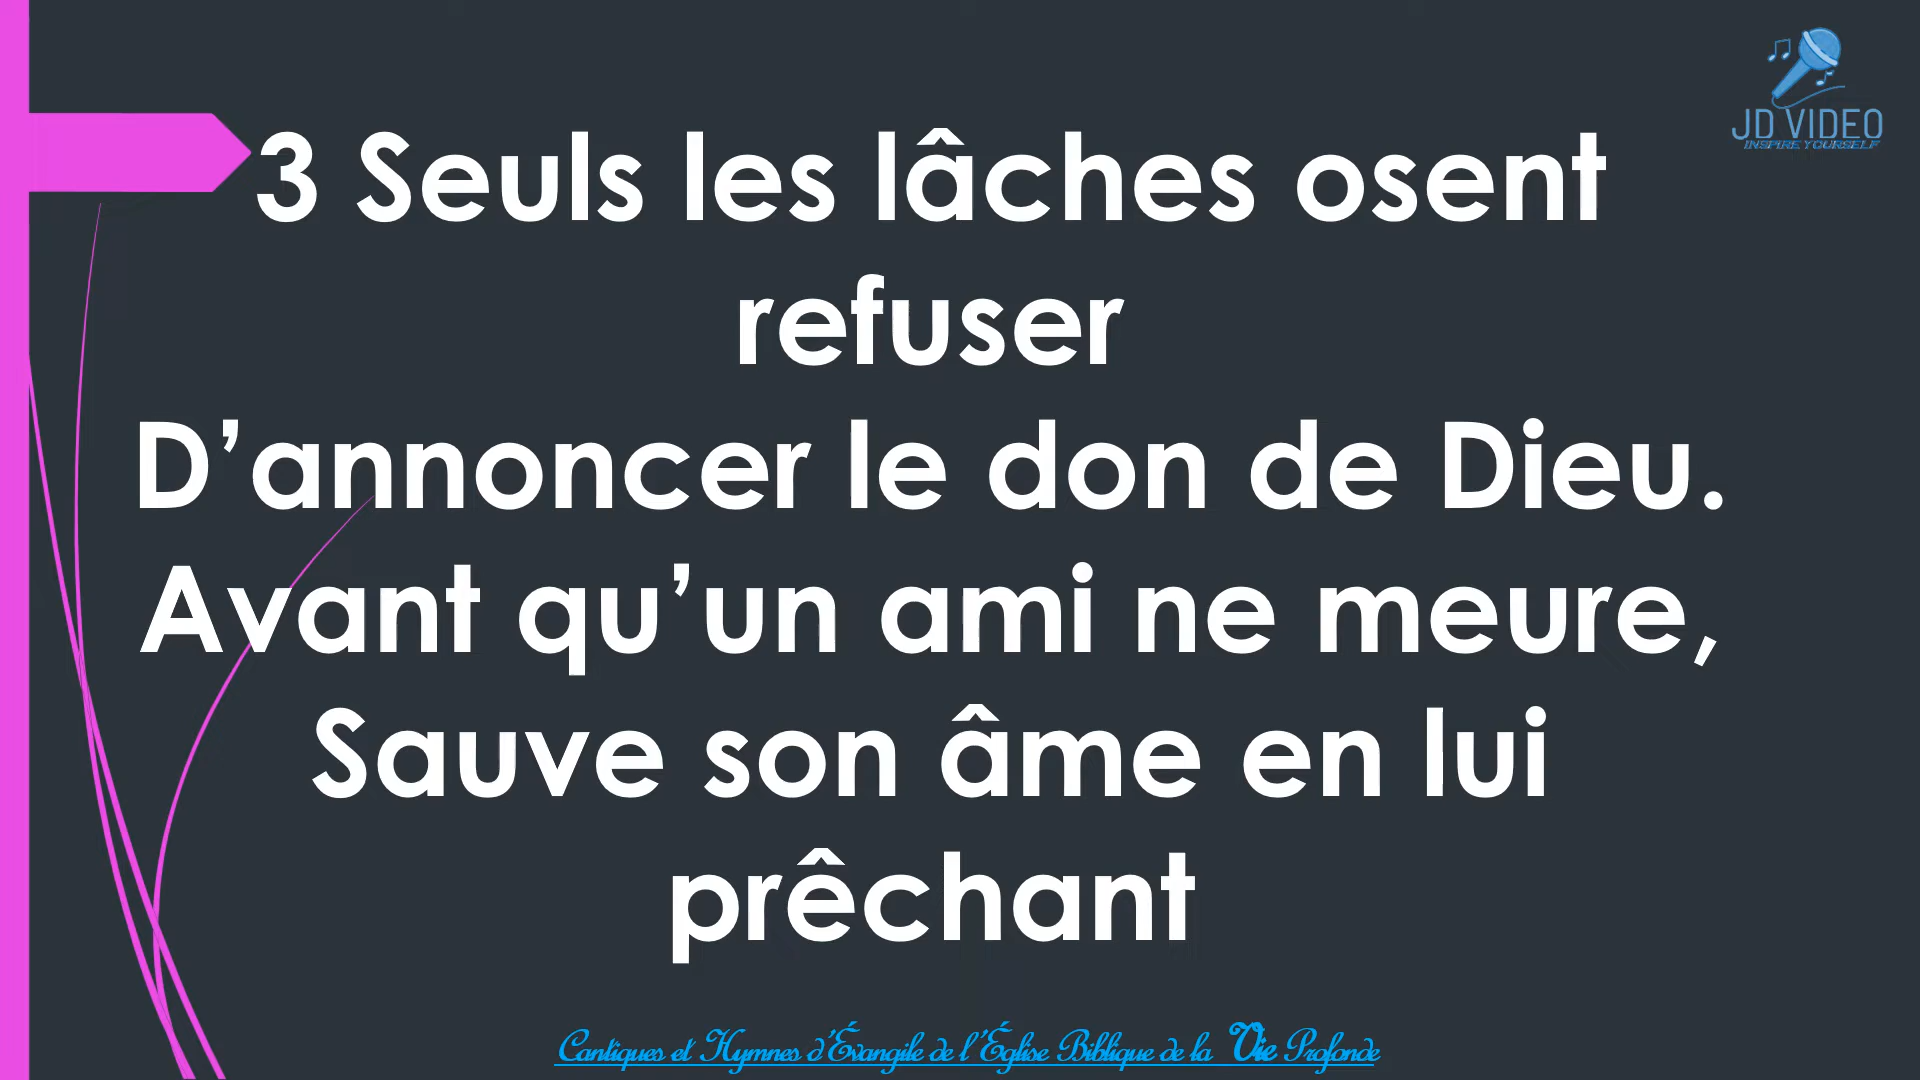 JD VIDEO
INSPIRE YOURSELF
3 Seuls les lâches osent
refuser
D’annoncer le don de Dieu.
Avant qu’un ami ne meure,
Sauve son âme en lui
prêchant
Cantiques et Hymnes d’Évangile de l’Église Biblique de la Vie Profonde